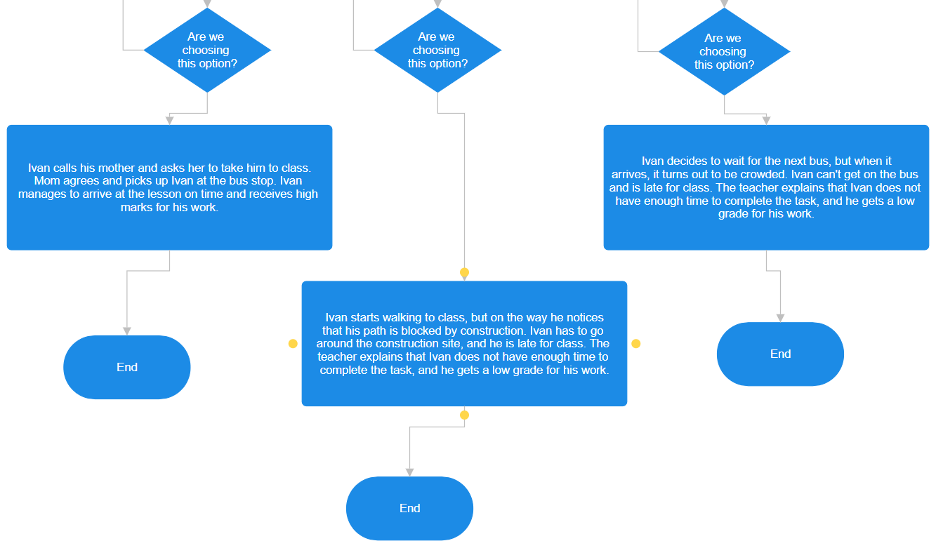 Are we
choosing
this option?
Are we
choosing
this option?
Are we
choosing
this option?
Ivan calls his mother and asks her to take him to class.
Mom agrees and picks up Ivan at the bus stop. Ivan
manages to arrive at the lesson on time and receives high
marks for his work.
Ivan decides to wait for the next bus, but when it
arrives, it turns out to be crowded. Ivan can't get on the bus
and is late for class. The teacher explains that Ivan does not
have enough time to complete the task, and he gets a low
grade for his work.
Ivan starts walking to class, but on the way he notices
that his path is blocked by construction. Ivan has to go
around the construction site, and he is late for class. The
teacher explains that Ivan does not have enough time to
complete the task, and he gets a low grade for his work.
End
End
End